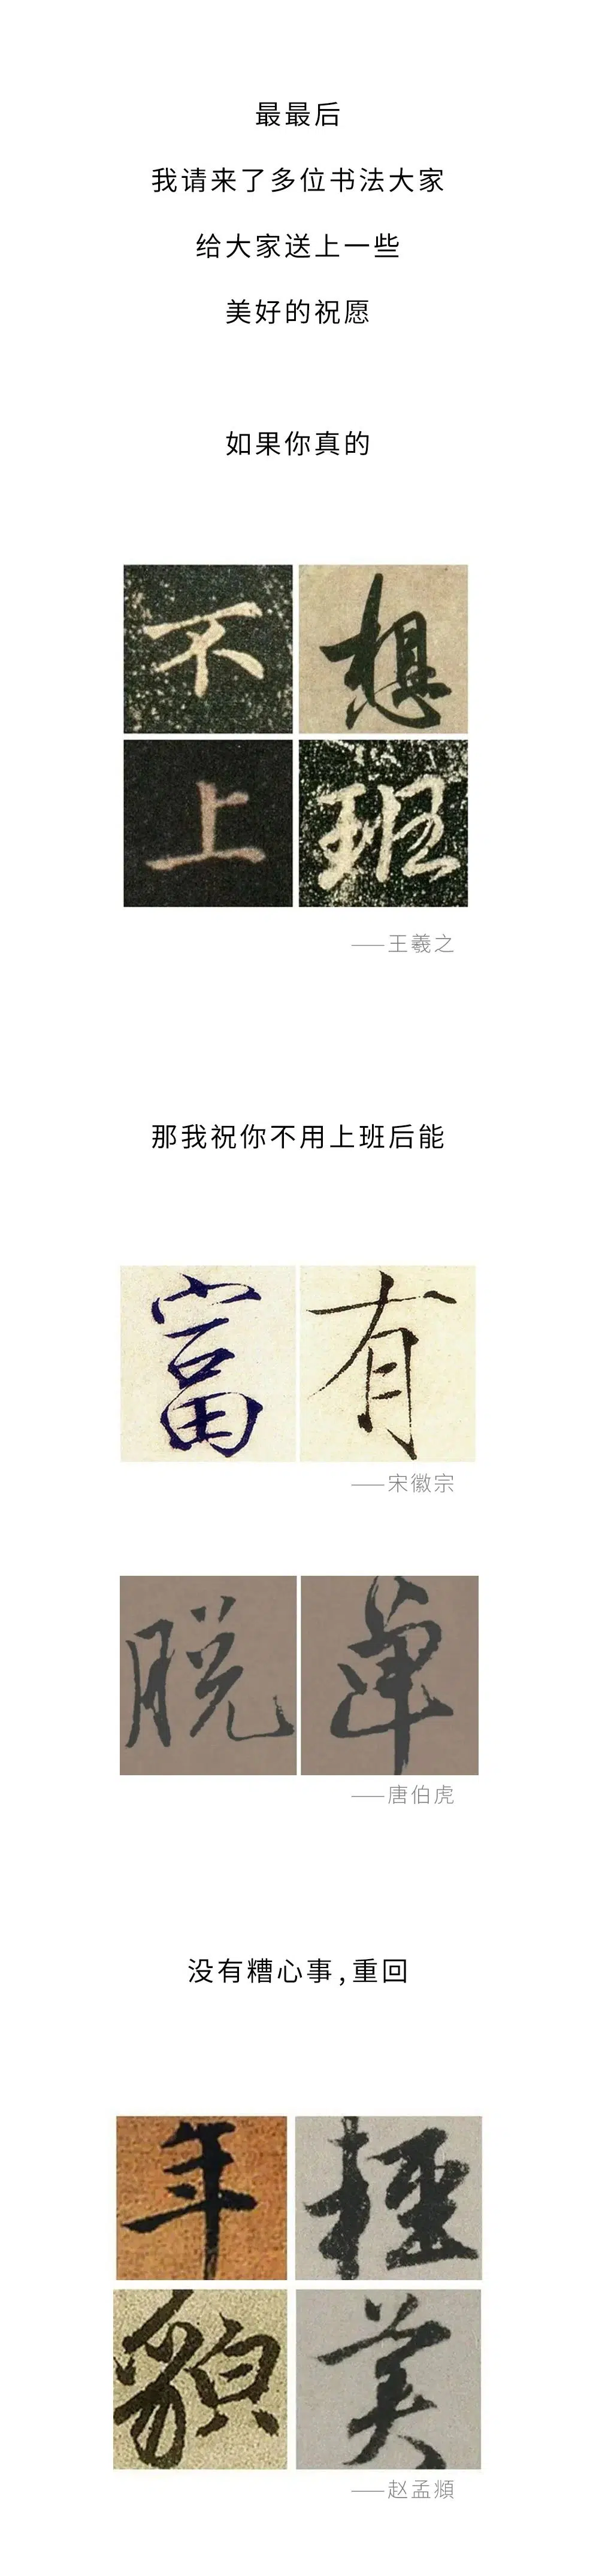 最最后
我请来了多位书法大家
给大家送上一些
美好的祝愿
如果你真的
不想
上班
——王羲之
那我祝你不用上班后能
富有
——宋徽宗
脱单
——唐伯虎
没有糟心事,重回
年轻
貌美
——赵孟頫